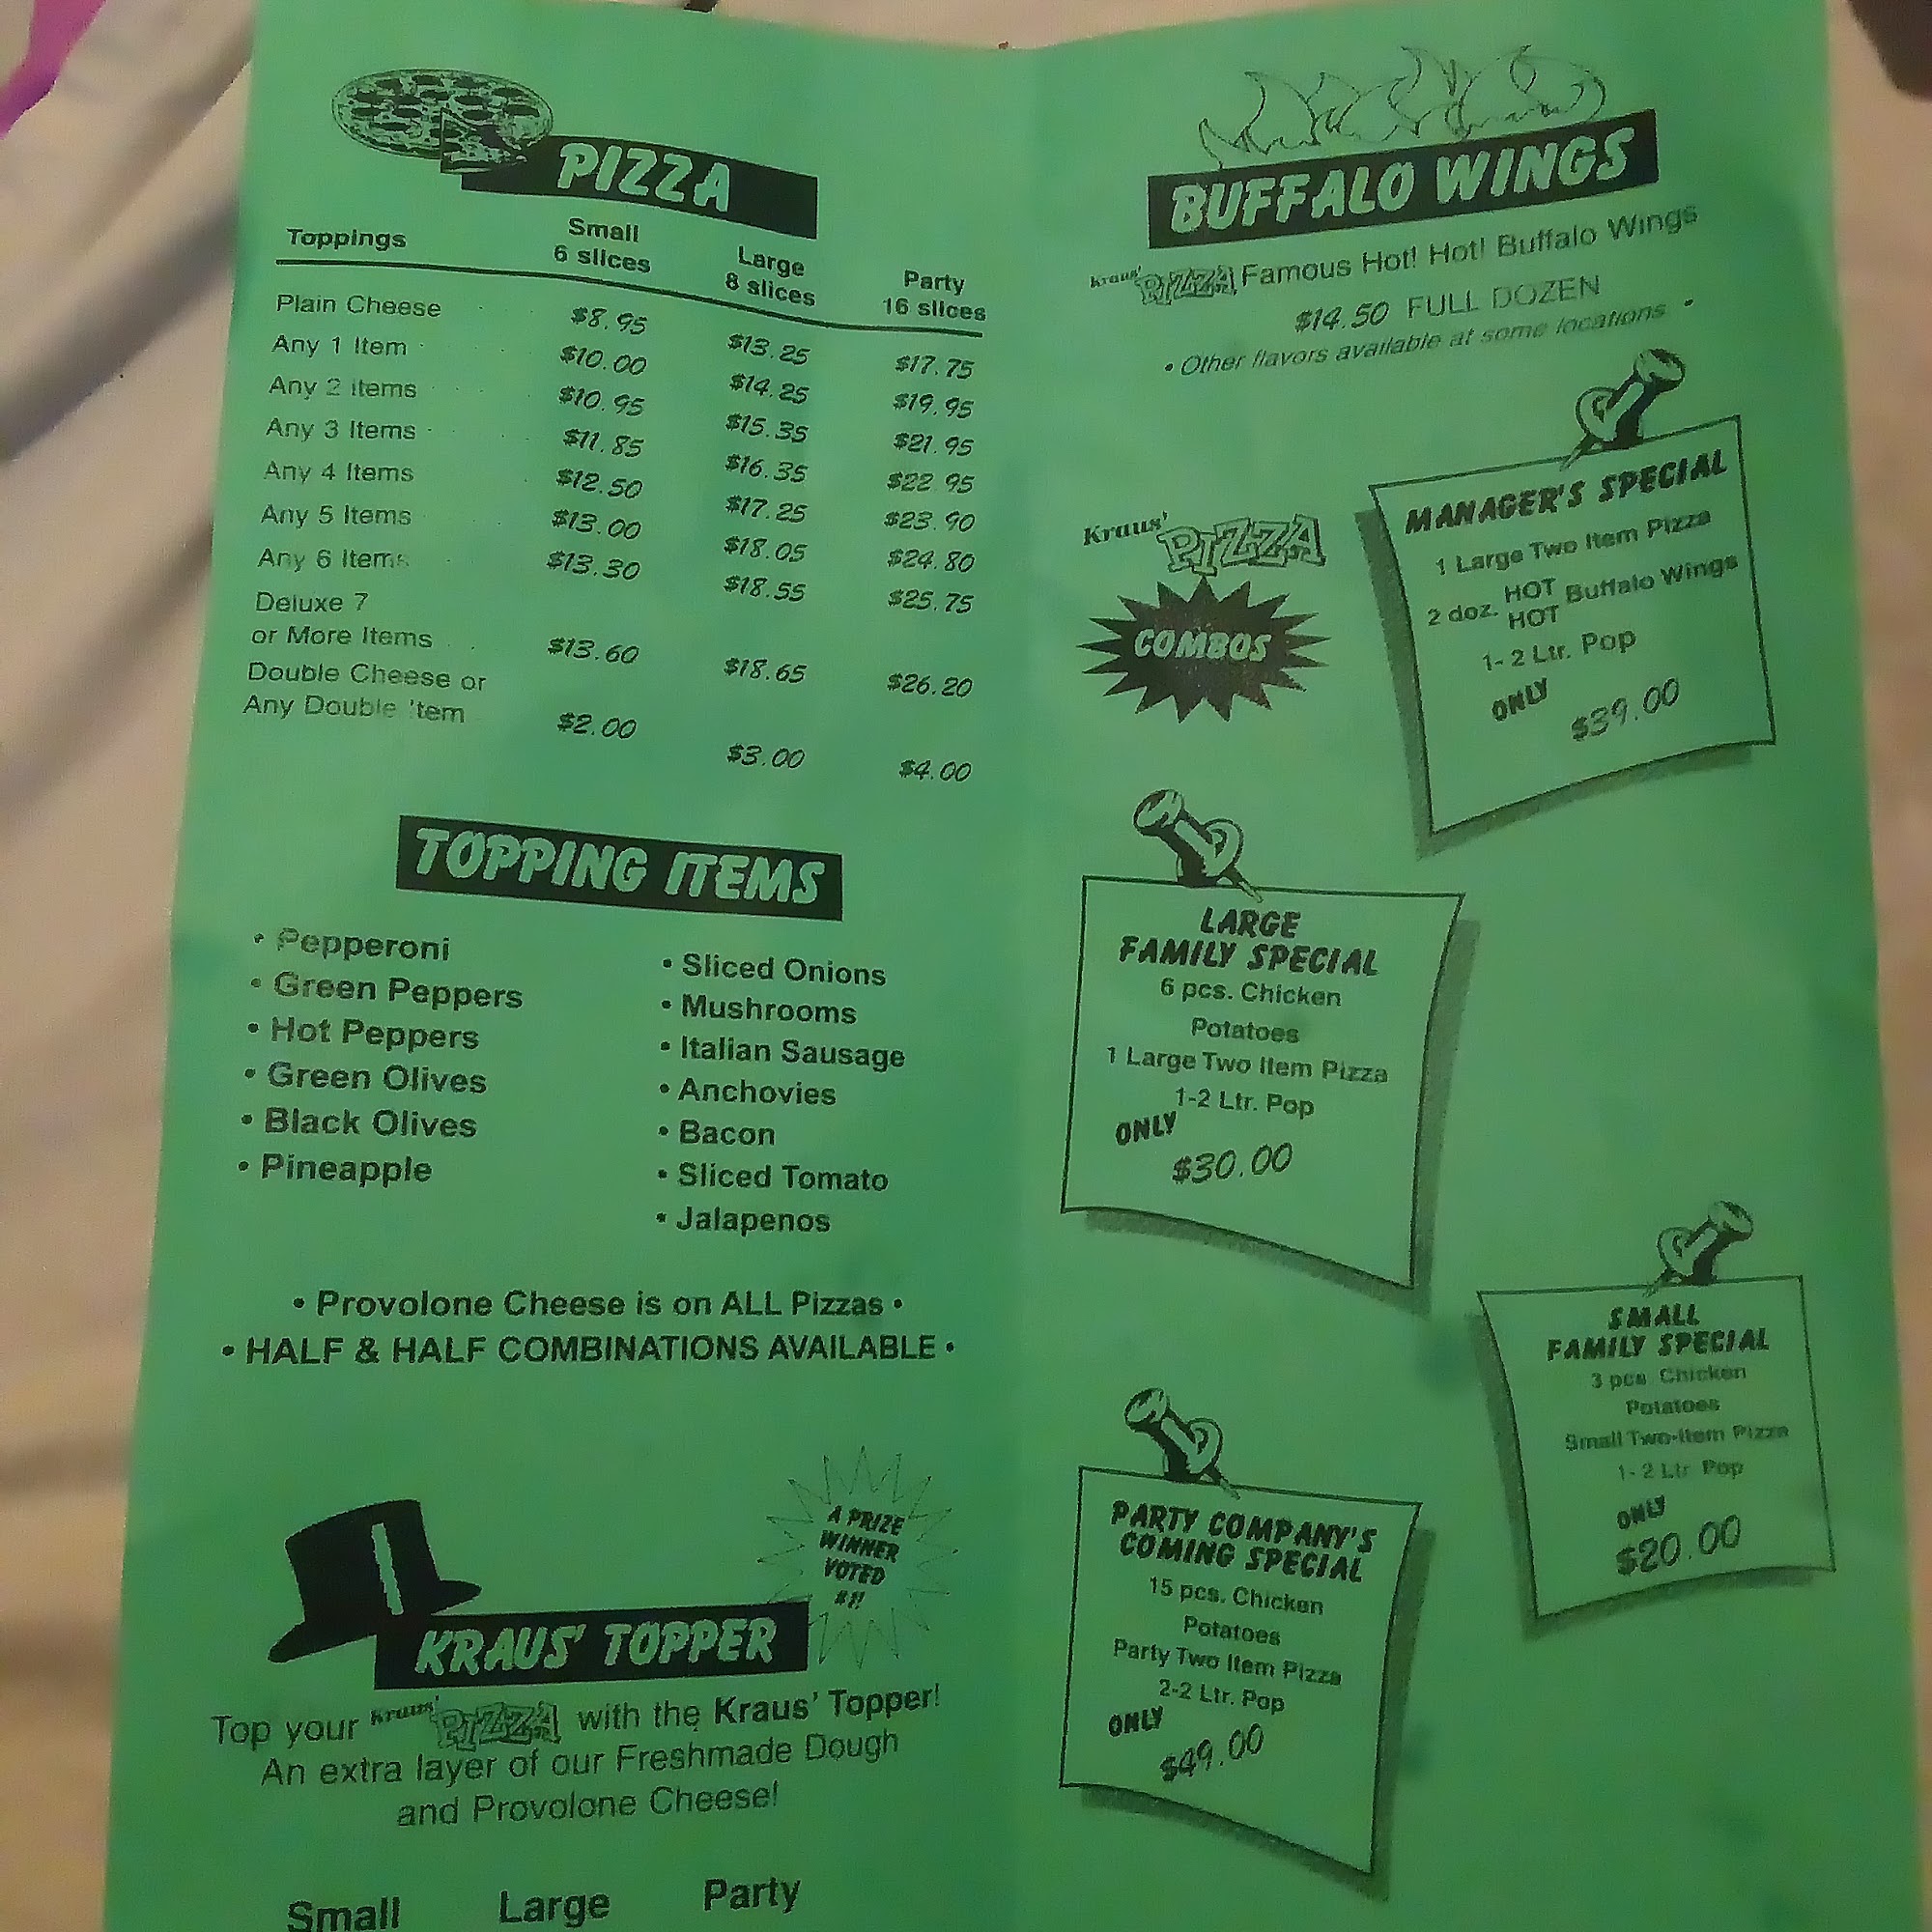 PIZZA
Toppings Small 6 slices Large 8 slices Party 16 slices
Plain Cheese $8.95 $13.25 $17.75
Any 1 Item $10.00 $14.25 $19.95
Any 2 items $10.95 $15.35 $21.95
Any 3 Items $11.85 $16.35 $22.95
Any 4 Items $12.50 $17.25 $23.90
Any 5 Items $13.00 $18.05 $24.80
Any 6 Items $13.30 $18.55 $25.75
Deluxe 7
or More Items $13.60 $18.65 $26.20
Double Cheese or
Any Double Item $2.00 $3.00 $4.00
TOPPING ITEMS
• Pepperoni
• Green Peppers
• Hot Peppers
• Green Olives
• Black Olives
• Pineapple
• Sliced Onions
• Mushrooms
• Italian Sausage
• Anchovies
• Bacon
• Sliced Tomato
• Jalapenos
• Provolone Cheese is on ALL Pizzas •
• HALF & HALF COMBINATIONS AVAILABLE •
A PRIZE
WINNER
VOTED
#1!
KRAUS' TOPPER
Top your Kraus' PIZZA with the Kraus' Topper!
An extra layer of our Freshmade Dough
and Provolone Cheese!
Small Large Party
BUFFALO WINGS
Kraus' PIZZA Famous Hot! Hot! Buffalo Wings
$14.50 FULL DOZEN
• Other flavors available at some locations •
Kraus' PIZZA
COMBOS
MANAGER'S SPECIAL
1 Large Two Item Pizza
2 doz. HOT HOT Buffalo Wings
1- 2 Ltr. Pop
ONLY
$39.00
LARGE
FAMILY SPECIAL
6 pcs. Chicken
Potatoes
1 Large Two Item Pizza
1-2 Ltr. Pop
ONLY
$30.00
SMALL
FAMILY SPECIAL
3 pcs. Chicken
Potatoes
Small Two-Item Pizza
1- 2 Ltr Pop
ONLY
$20.00
PARTY COMPANY'S
COMING SPECIAL
15 pcs. Chicken
Potatoes
Party Two Item Pizza
2-2 Ltr. Pop
ONLY
$49.00